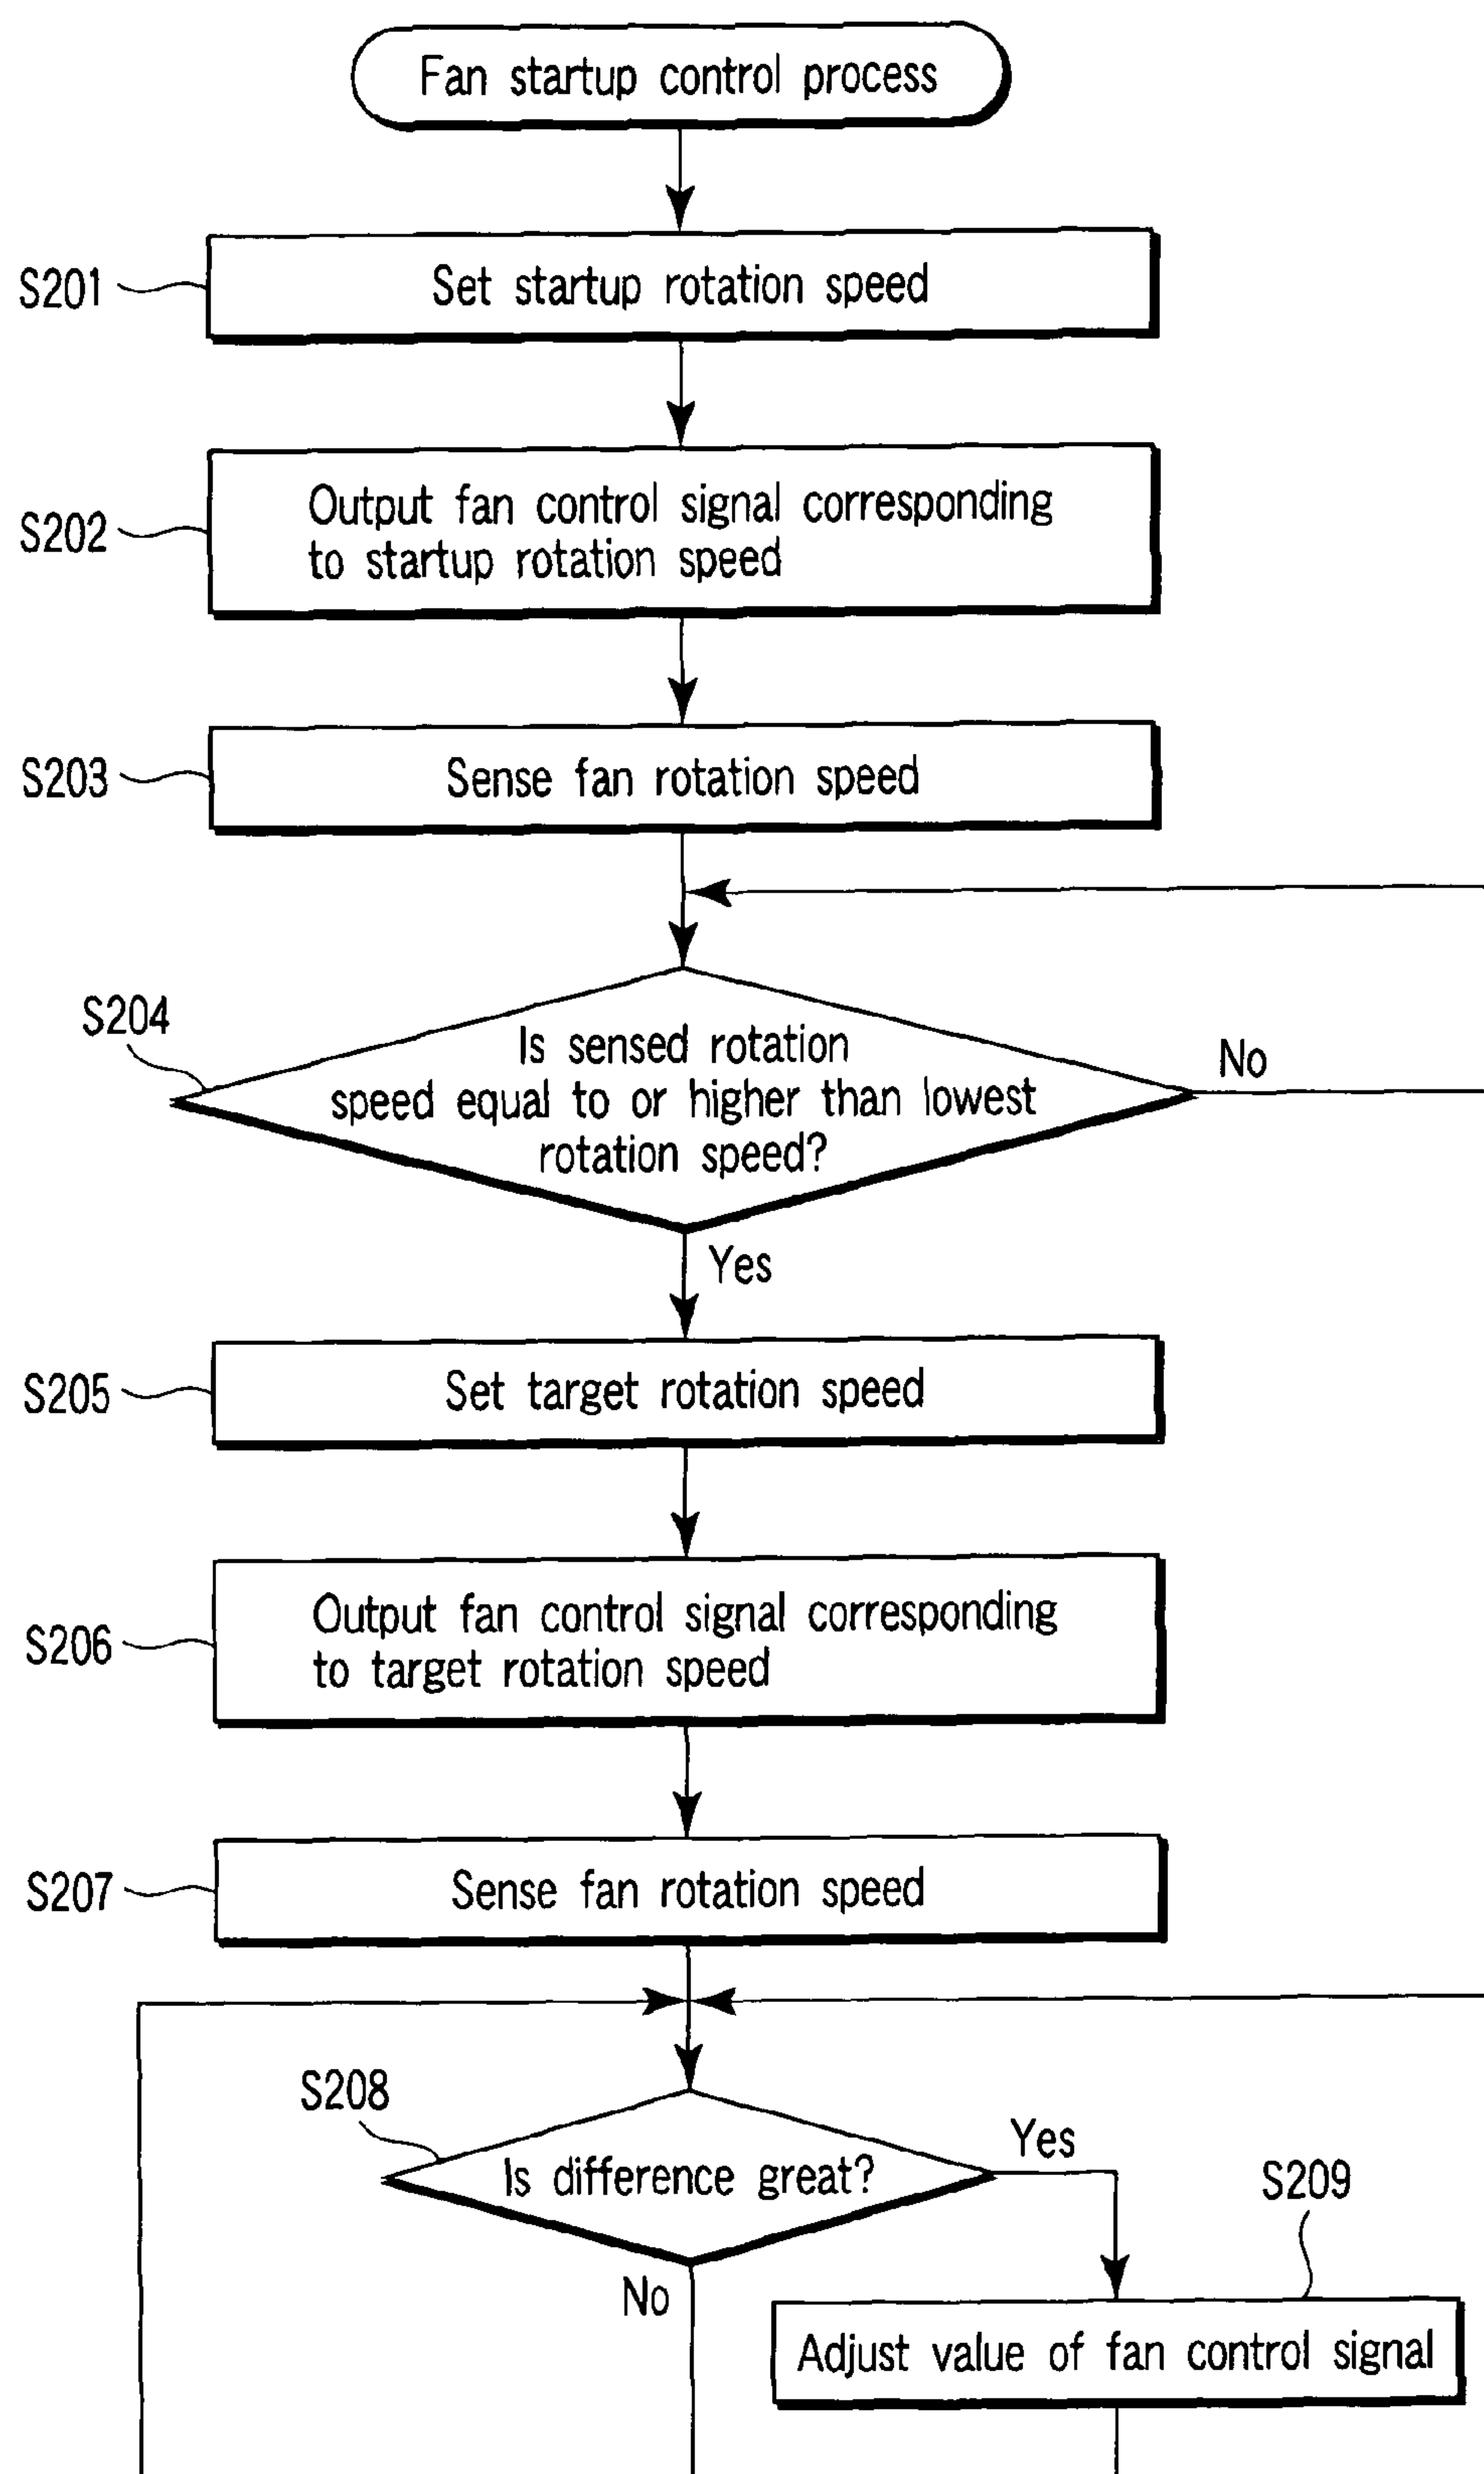 Fan startup control process
S201
Set startup rotation speed
S202
Output fan control signal corresponding
to startup rotation speed
S203
Sense fan rotation speed
S204
Is sensed rotation
speed equal to or higher than lowest
rotation speed?
No
Yes
S205
Set target rotation speed
S206
Output fan control signal corresponding
to target rotation speed
S207
Sense fan rotation speed
S208
Is difference great?
Yes
S209
No
Adjust value of fan control signal